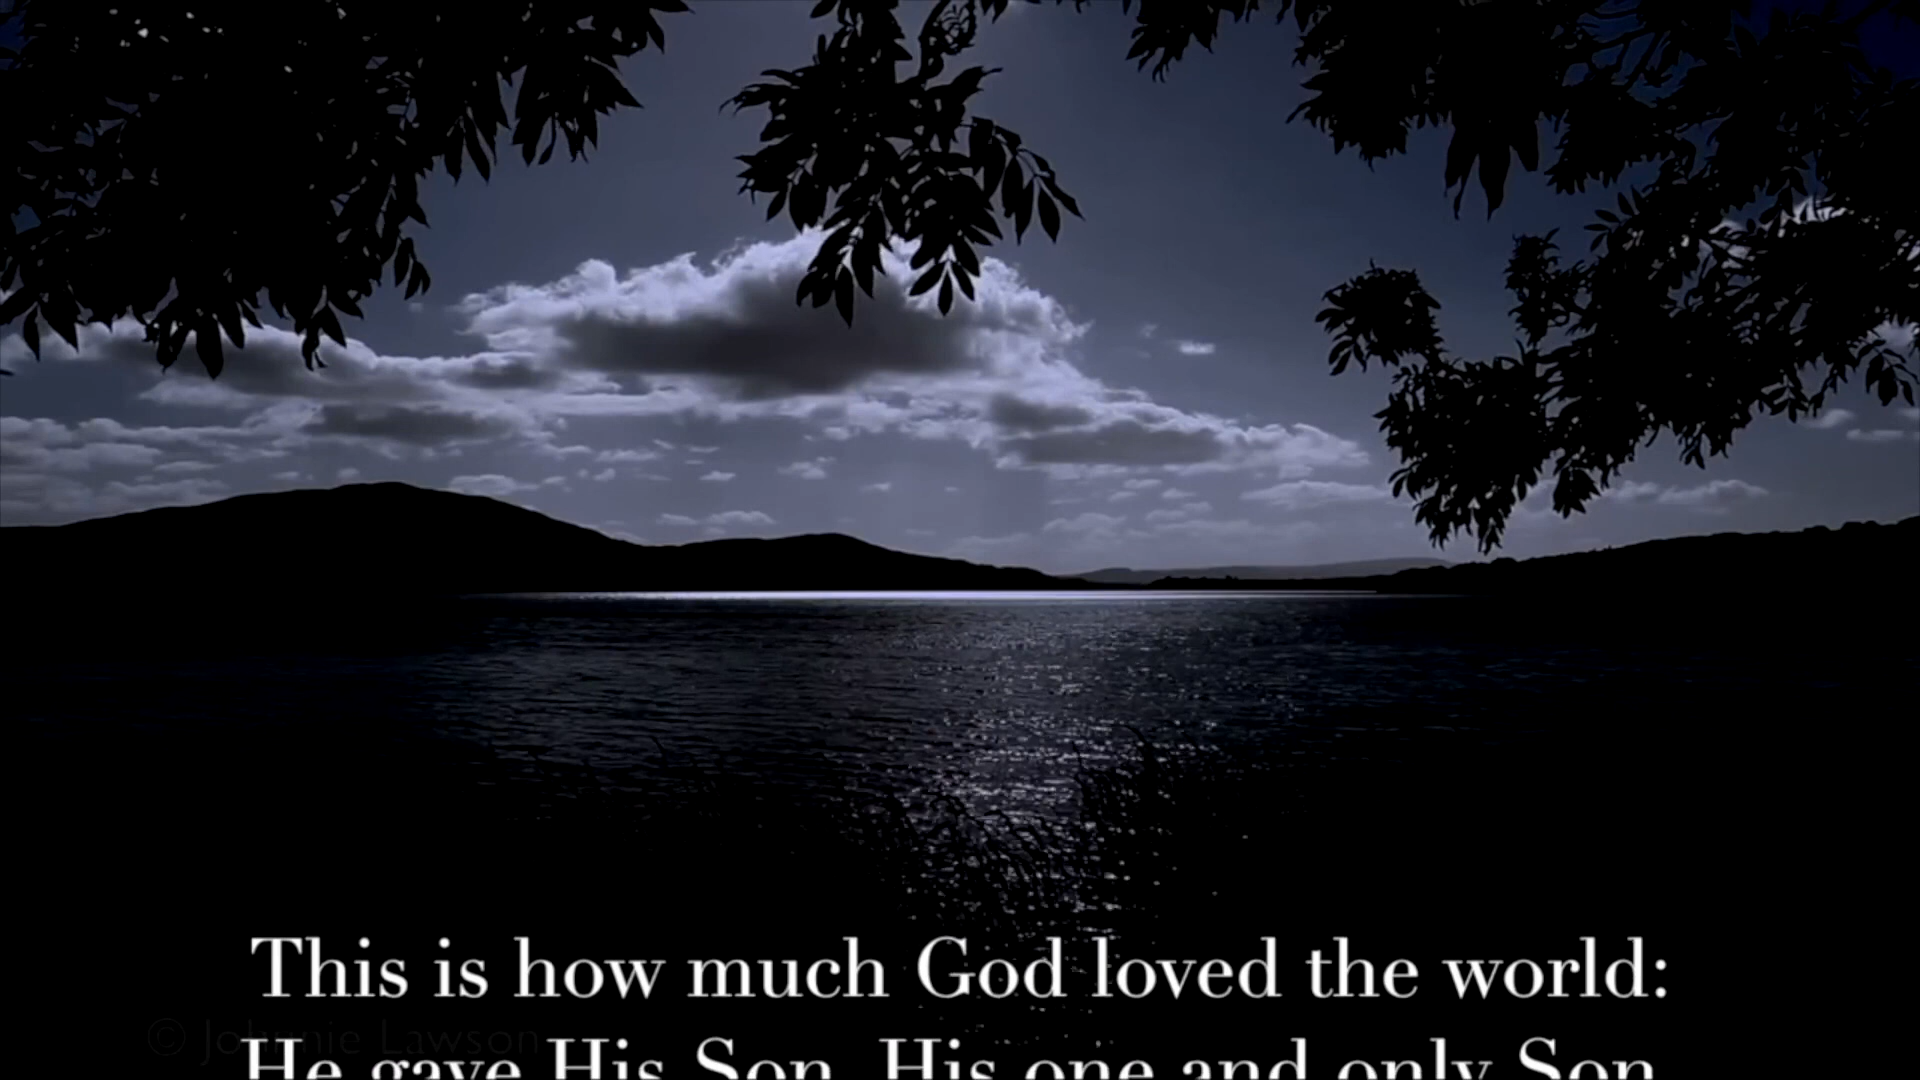 This is how much God loved the world:
© Johnnie Lawson
He gave His Son, His one and only Son